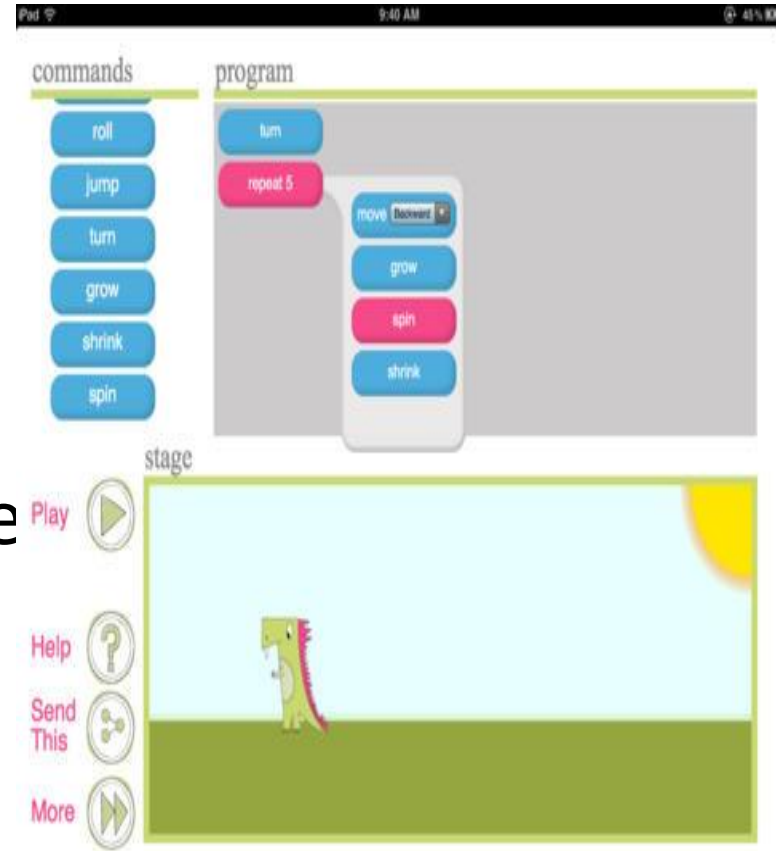 iPad 9:40 AM 45%
commands
roll
jump
turn
grow
shrink
spin
program
turn
repeat 5
move Backward
grow
spin
shrink
stage
e
Play
Help
Send
This
More